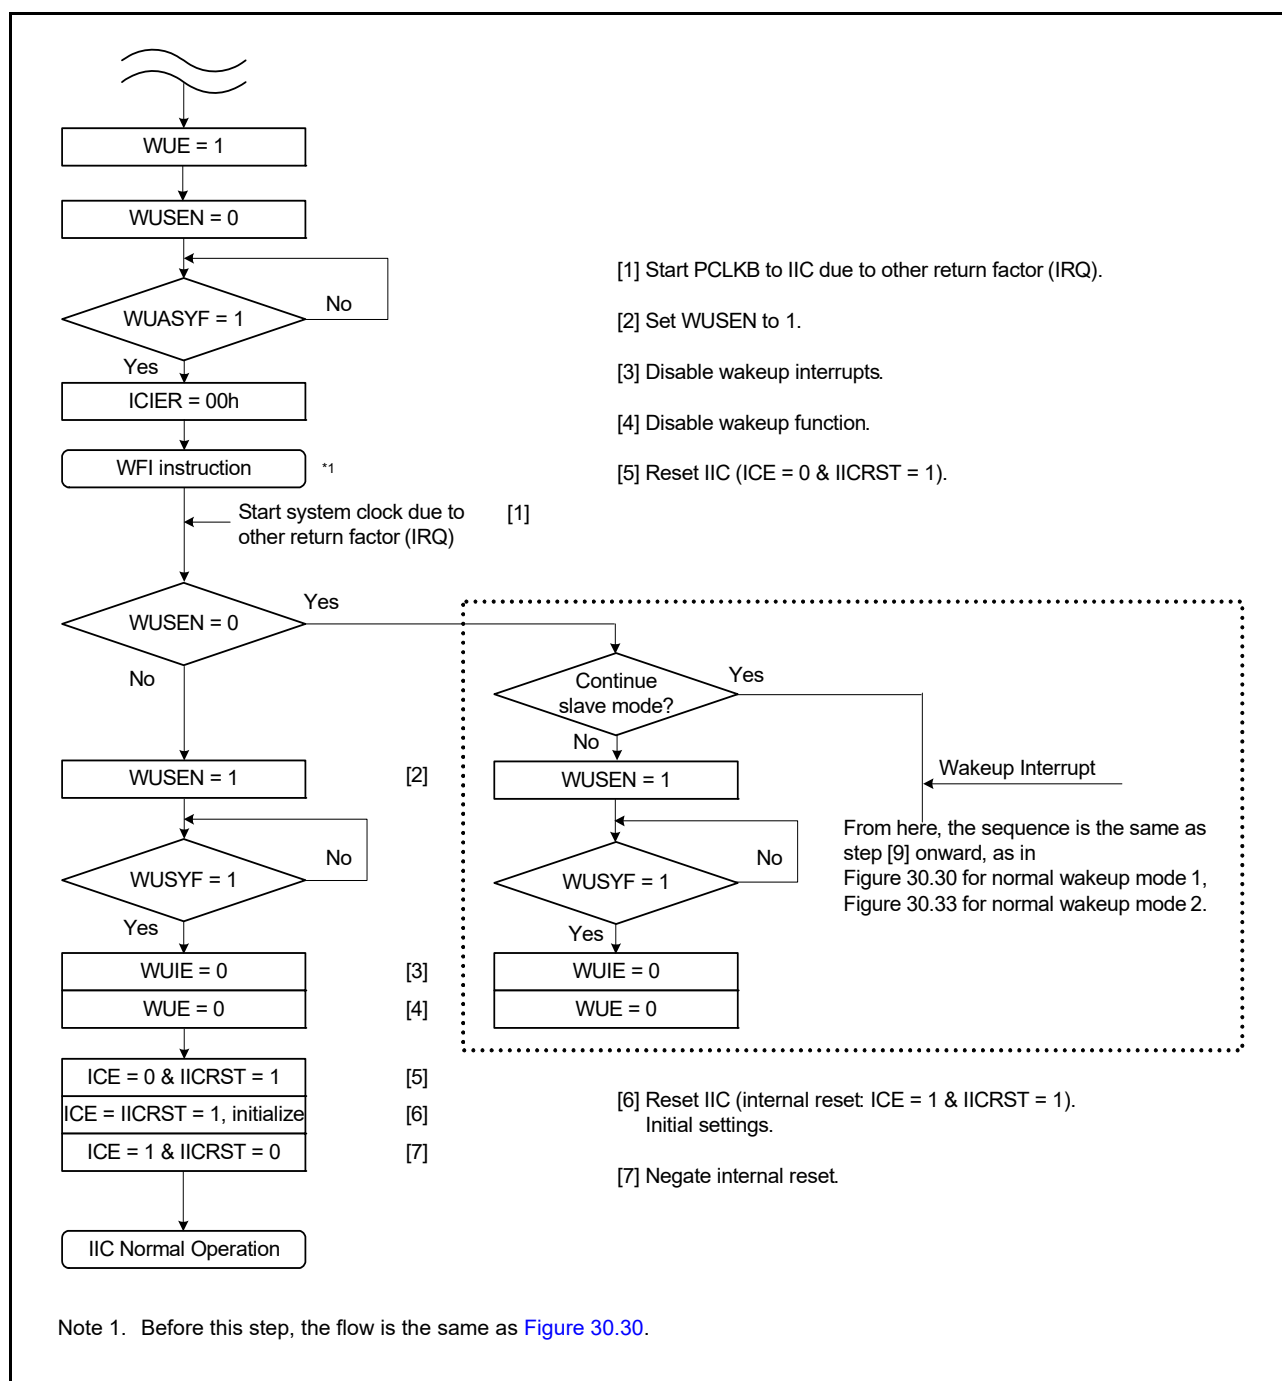 WUE = 1
WUSEN = 0
WUASYF = 1
No
Yes
ICIER = 00h
WFI instruction
*1
Start system clock due to
other return factor (IRQ)
[1]
WUSEN = 0
Yes
No
WUSEN = 1
[2]
WUSYF = 1
No
Yes
WUIE = 0
[3]
WUE = 0
[4]
ICE = 0 & IICRST = 1
[5]
ICE = IICRST = 1, initialize
[6]
ICE = 1 & IICRST = 0
[7]
IIC Normal Operation
[1] Start PCLKB to IIC due to other return factor (IRQ).
[2] Set WUSEN to 1.
[3] Disable wakeup interrupts.
[4] Disable wakeup function.
[5] Reset IIC (ICE = 0 & IICRST = 1).
Continue
slave mode?
Yes
No
WUSEN = 1
WUSYF = 1
No
Yes
WUIE = 0
WUE = 0
Wakeup Interrupt
From here, the sequence is the same as
step [9] onward, as in
Figure 30.30 for normal wakeup mode 1,
Figure 30.33 for normal wakeup mode 2.
[6] Reset IIC (internal reset: ICE = 1 & IICRST = 1).
Initial settings.
[7] Negate internal reset.
Note 1. Before this step, the flow is the same as Figure 30.30.